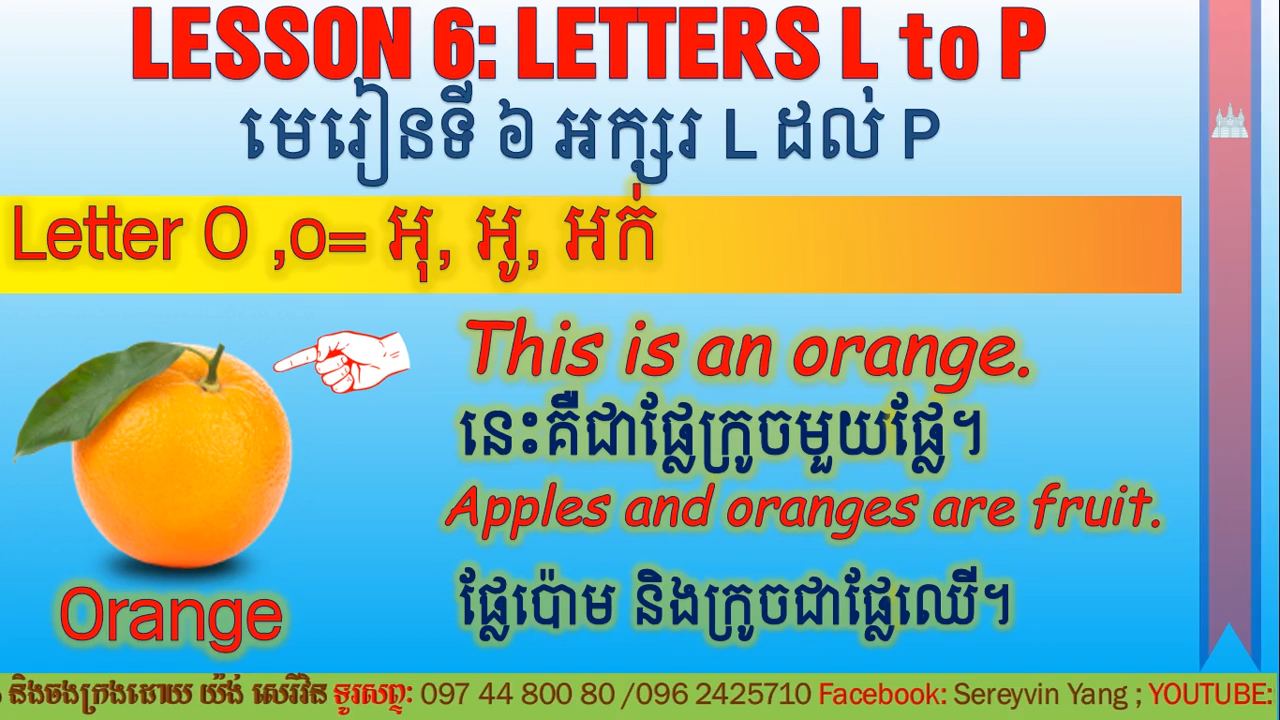 LESSON 6: LETTERS L to P
មេរៀនទី ៦ អក្សរ L ដល់ P
Letter O ,o= អុ, អូ, អក់
This is an orange.
នេះគឺជាផ្លែក្រូចមួយផ្លែ។
Apples and oranges are fruit.
ផ្លែប៉ោម និងក្រូចជាផ្លែឈើ។
Orange
និងចងក្រងដោយ យ៉ង់ សេរីវិន ទូរសព្ទ: 097 44 800 80 /096 2425710 Facebook: Sereyvin Yang ; YOUTUBE: